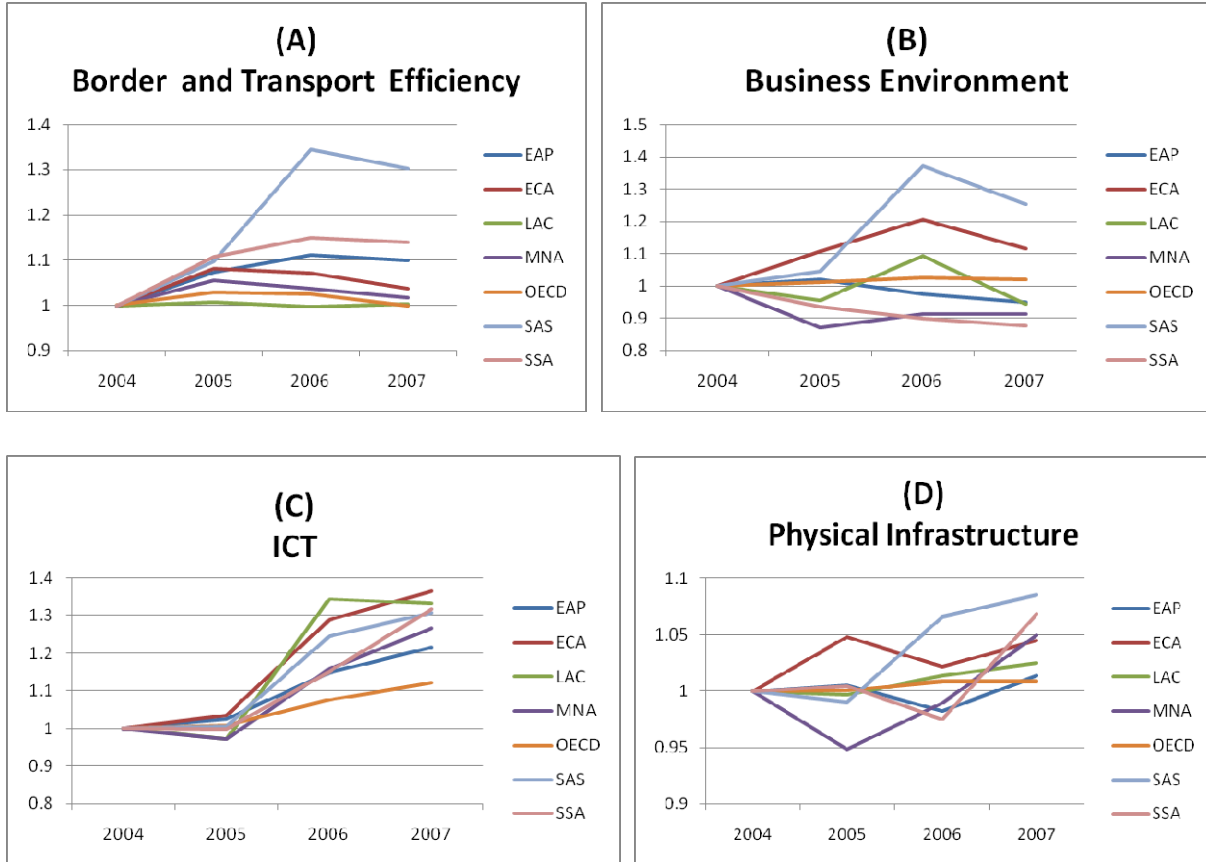 (A)
Border and Transport Efficiency
1.4
1.3
1.2
1.1
1
0.9
2004 2005 2006 2007
EAP
ECA
LAC
MNA
OECD
SAS
SSA
(B)
Business Environment
1.5
1.4
1.3
1.2
1.1
1
0.9
0.8
2004 2005 2006 2007
EAP
ECA
LAC
MNA
OECD
SAS
SSA
(C)
ICT
1.4
1.3
1.2
1.1
1
0.9
0.8
2004 2005 2006 2007
EAP
ECA
LAC
MNA
OECD
SAS
SSA
(D)
Physical Infrastructure
1.1
1.05
1
0.95
0.9
2004 2005 2006 2007
EAP
ECA
LAC
MNA
OECD
SAS
SSA